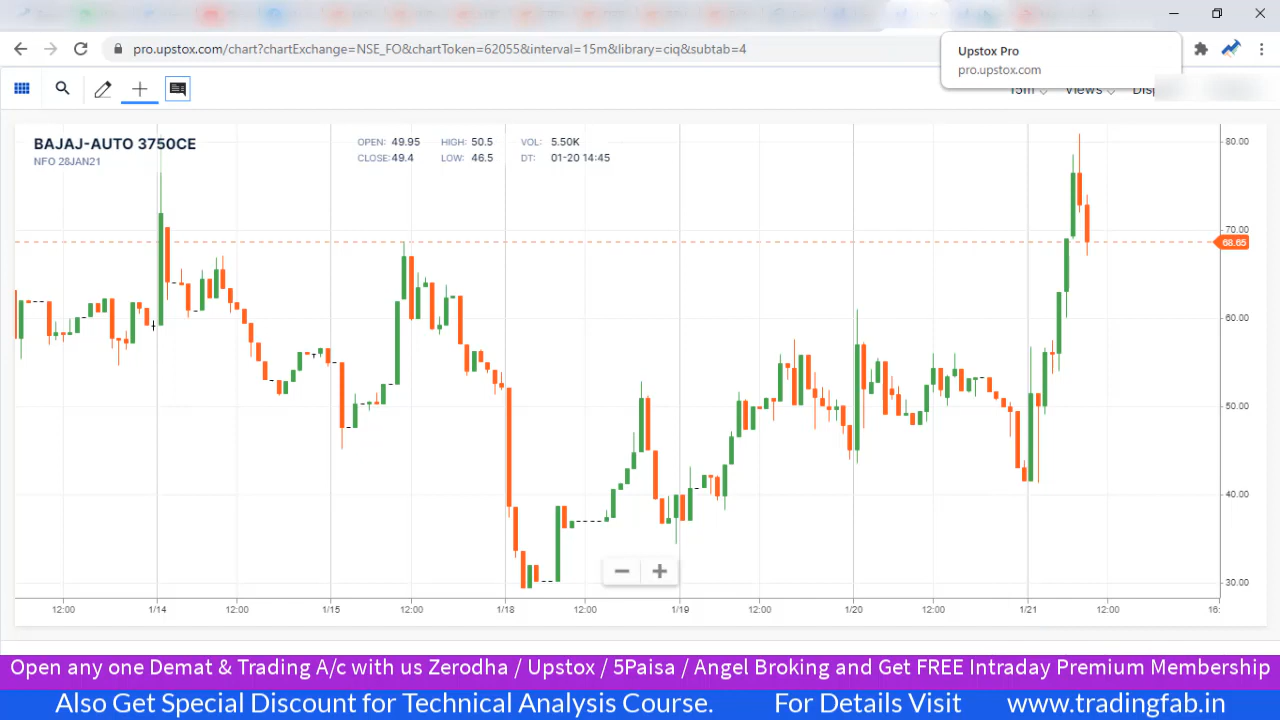 pro.upstox.com/chart?chartExchange=NSE_FO&chartToken=62055&interval=15m&library=ciq&subtab=4
Upstox Pro
pro.upstox.com
15m Views
BAJAJ-AUTO 3750CE
NFO 28JAN21
OPEN: 49.95 HIGH: 50.5 VOL: 5.50K
CLOSE: 49.4 LOW: 46.5 DT: 01-20 14:45
80.00
70.00
68.65
60.00
50.00
40.00
30.00
12:00 1/14 12:00 1/15 12:00 1/18 12:00 1/19 12:00 1/20 12:00 1/21 12:00 16:
Open any one Demat & Trading A/c with us Zerodha / Upstox / 5Paisa / Angel Broking and Get FREE Intraday Premium Membership
Also Get Special Discount for Technical Analysis Course. For Details Visit www.tradingfab.in